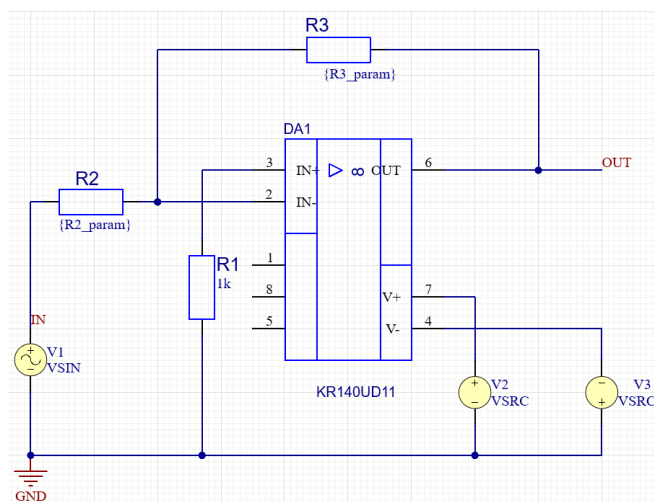 R3
{R3_param}
DA1
3
IN+
∞
OUT
6
OUT
R2
2
IN-
{R2_param}
R1
1k
1
8
5
V+
7
V-
4
IN
V1
VSIN
V2
VSRC
V3
VSRC
KR140UD11
GND